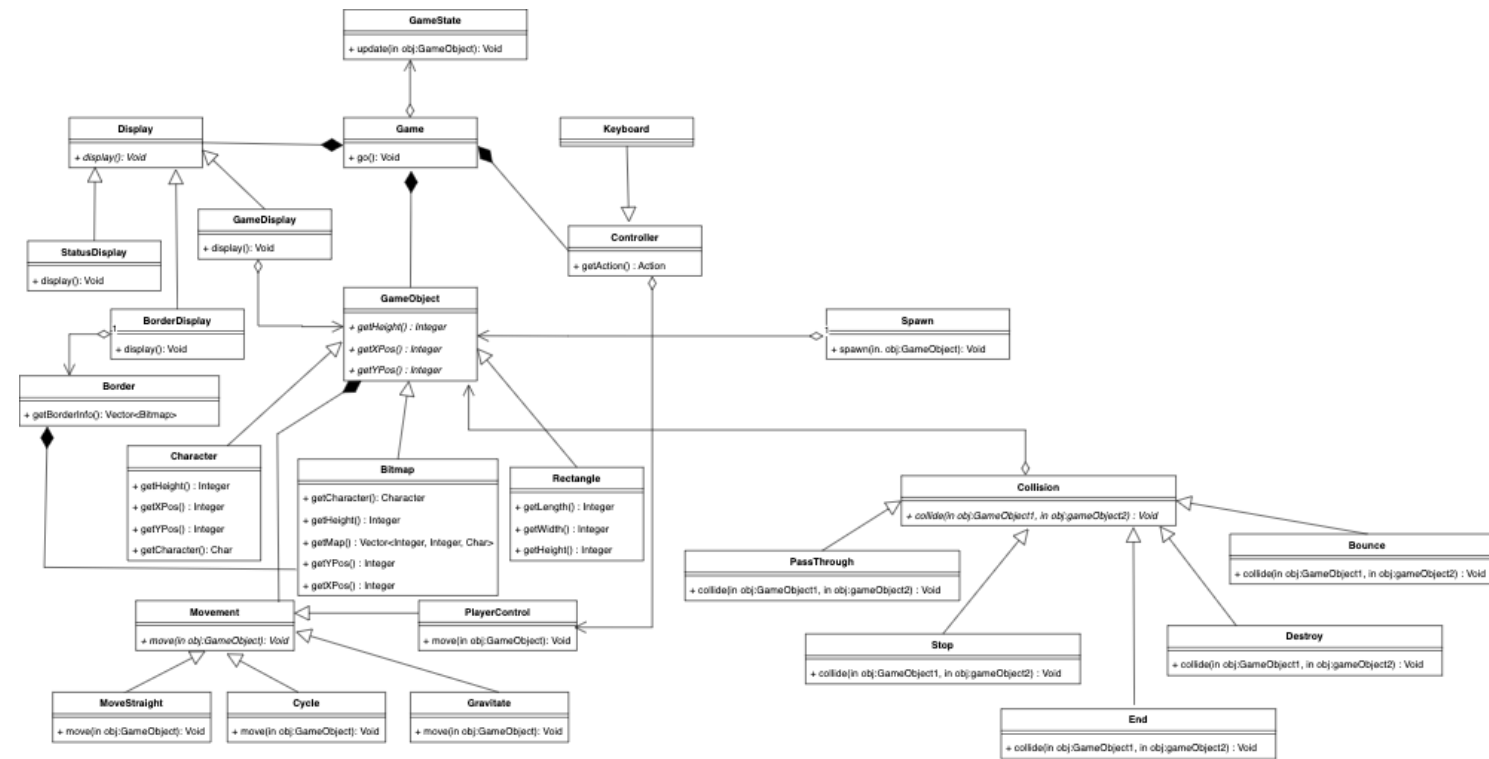 GameState
+ update(in obj:GameObject): Void
Display
+ display(): Void
Game
+ go(): Void
Keyboard
GameDisplay
+ display(): Void
Controller
+ getAction() : Action
StatusDisplay
+ display(): Void
GameObject
+ getHeight() : Integer
+ getXPos() : Integer
+ getYPos() : Integer
BorderDisplay
1
+ display(): Void
Spawn
1
+ spawn(in. obj:GameObject): Void
Border
+ getBorderInfo(): Vector<Bitmap>
Character
+ getHeight() : Integer
+ getXPos() : Integer
+ getYPos() : Integer
+ getCharacter(): Char
Bitmap
+ getCharacter(): Character
+ getHeight() : Integer
+ getMap() : Vector<Integer, Integer, Char>
+ getYPos() : Integer
+ getXPos() : Integer
Rectangle
+ getLength() : Integer
+ getWidth() : Integer
+ getHeight() : Integer
Collision
+ collide(in obj:GameObject1, in obj:gameObject2) : Void
PassThrough
+ collide(in obj:GameObject1, in obj:gameObject2) : Void
Bounce
+ collide(in obj:GameObject1, in obj:gameObject2) : Void
Movement
+ move(in obj:GameObject): Void
PlayerControl
+ move(in obj:GameObject): Void
Stop
+ collide(in obj:GameObject1, in obj:gameObject2) : Void
Destroy
+ collide(in obj:GameObject1, in obj:gameObject2) : Void
MoveStraight
+ move(in obj:GameObject): Void
Cycle
+ move(in obj:GameObject): Void
Gravitate
+ move(in obj:GameObject): Void
End
+ collide(in obj:GameObject1, in obj:gameObject2) : Void